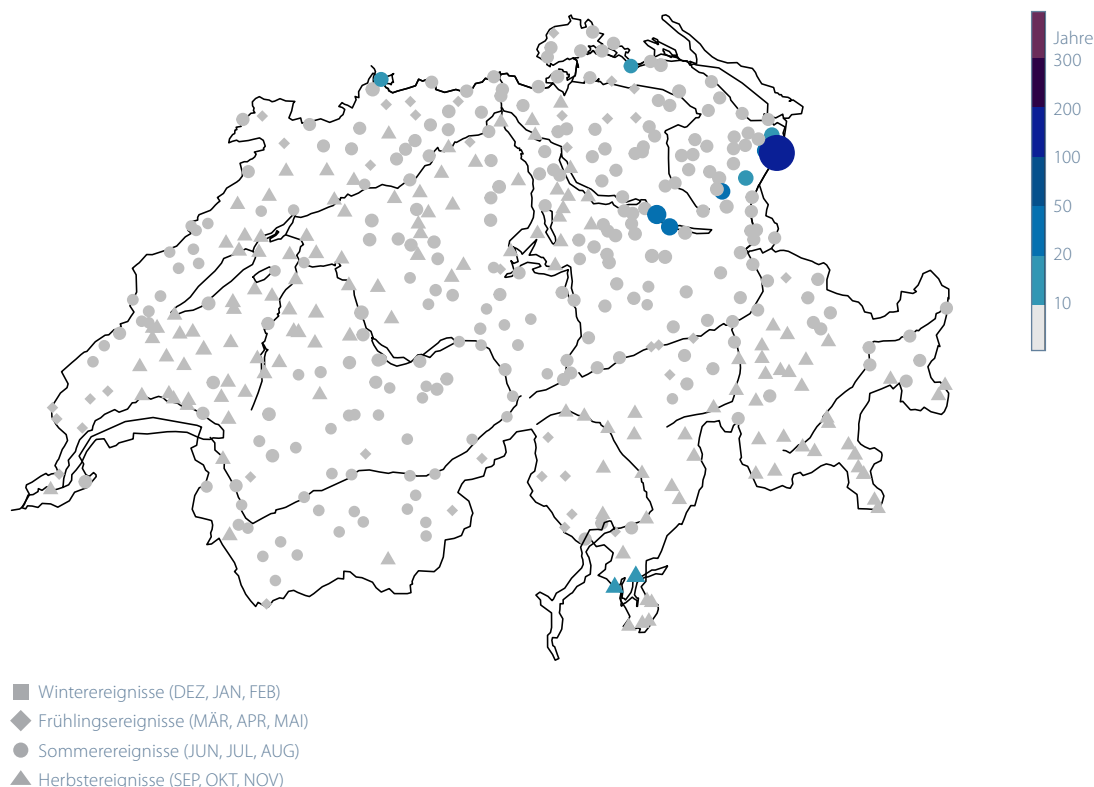 Jahre
300
200
100
50
20
10
Winterereignisse (DEZ, JAN, FEB)
Frühlingsereignisse (MÄR, APR, MAI)
Sommerereignisse (JUN, JUL, AUG)
Herbstereignisse (SEP, OKT, NOV)